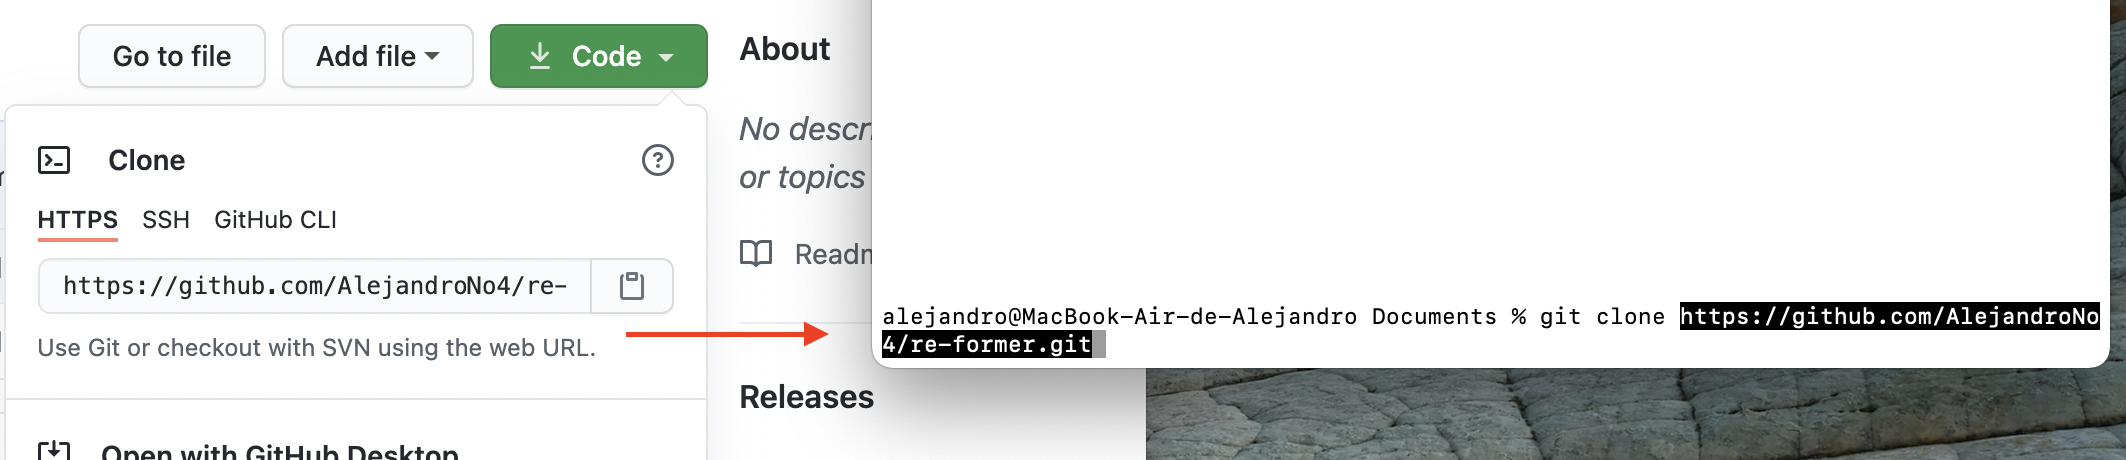 Go to file
Add file
Code
Clone
HTTPS SSH GitHub CLI
https://github.com/AlejandroNo4/re-
Use Git or checkout with SVN using the web URL.
Open with GitHub Desktop
About
No descr
or topics
Readm
Releases
alejandro@MacBook-Air-de-Alejandro Documents % git clone https://github.com/AlejandroNo
4/re-former.git